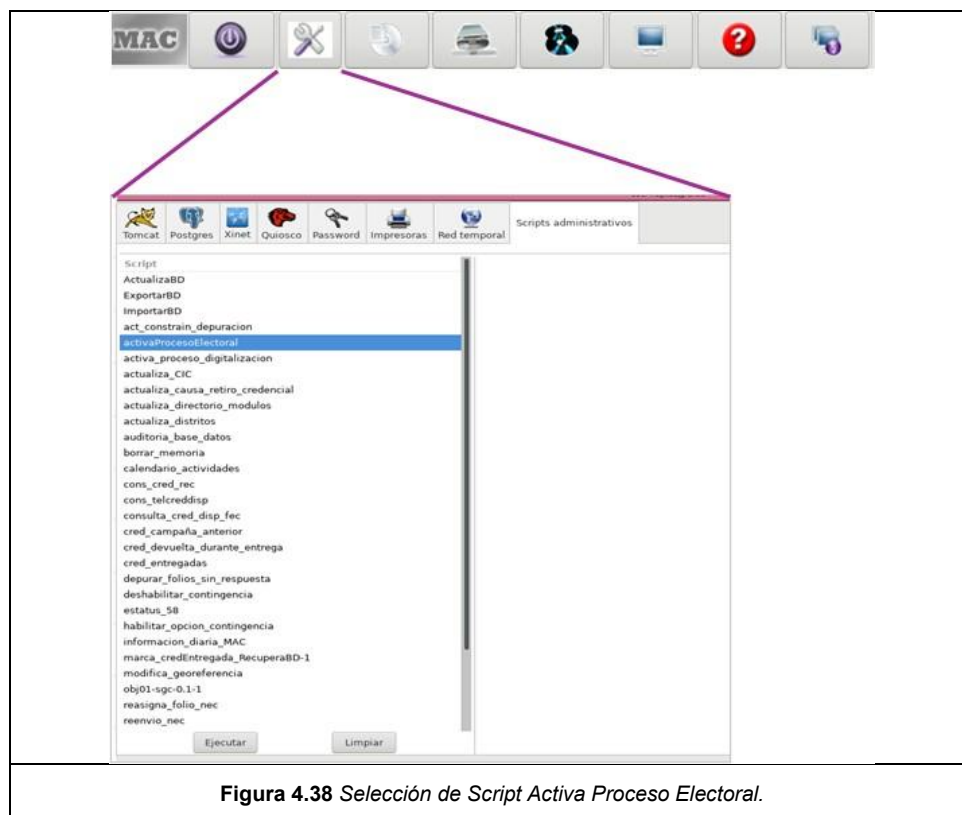 MAC
Tomcat Postgres Xinet Quiosco Password Impresoras Red temporal Scripts administrativos
Script
ActualizaBD
ExportarBD
ImportarBD
act_constrain_depuracion
activaProcesoElectoral
activa_proceso_digitalizacion
actualiza_CIC
actualiza_causa_retiro_credencial
actualiza_directorio_modulos
actualiza_distritos
auditoria_base_datos
borrar_memoria
calendario_actividades
cons_cred_rec
cons_telcreddisp
consulta_cred_disp_fec
cred_campaña_anterior
cred_devuelta_durante_entrega
cred_entregadas
depurar_folios_sin_respuesta
deshabilitar_contingencia
estatus_58
habilitar_opcion_contingencia
informacion_diaria_MAC
marca_credEntregada_RecuperaBD-1
modifica_georeferencia
obj01-sgc-0.1-1
reasigna_folio_nec
reenvio_nec
Ejecutar Limpiar
Figura 4.38 Selección de Script Activa Proceso Electoral.